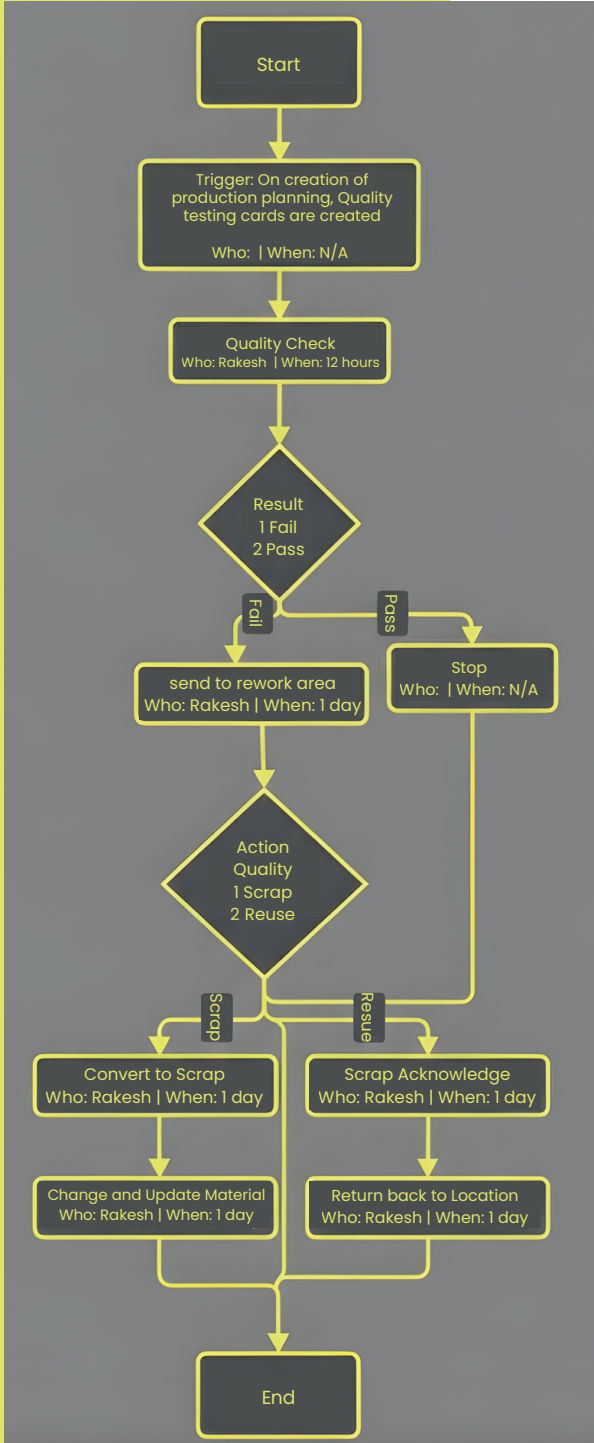 Start
Trigger: On creation of
production planning, Quality
testing cards are created
Who: | When: N/A
Quality Check
Who: Rakesh | When: 12 hours
Result
1 Fail
2 Pass
Fail
Pass
send to rework area
Who: Rakesh | When: 1 day
Stop
Who: | When: N/A
Action
Quality
1 Scrap
2 Reuse
Scrap
Resue
Convert to Scrap
Who: Rakesh | When: 1 day
Scrap Acknowledge
Who: Rakesh | When: 1 day
Change and Update Material
Who: Rakesh | When: 1 day
Return back to Location
Who: Rakesh | When: 1 day
End